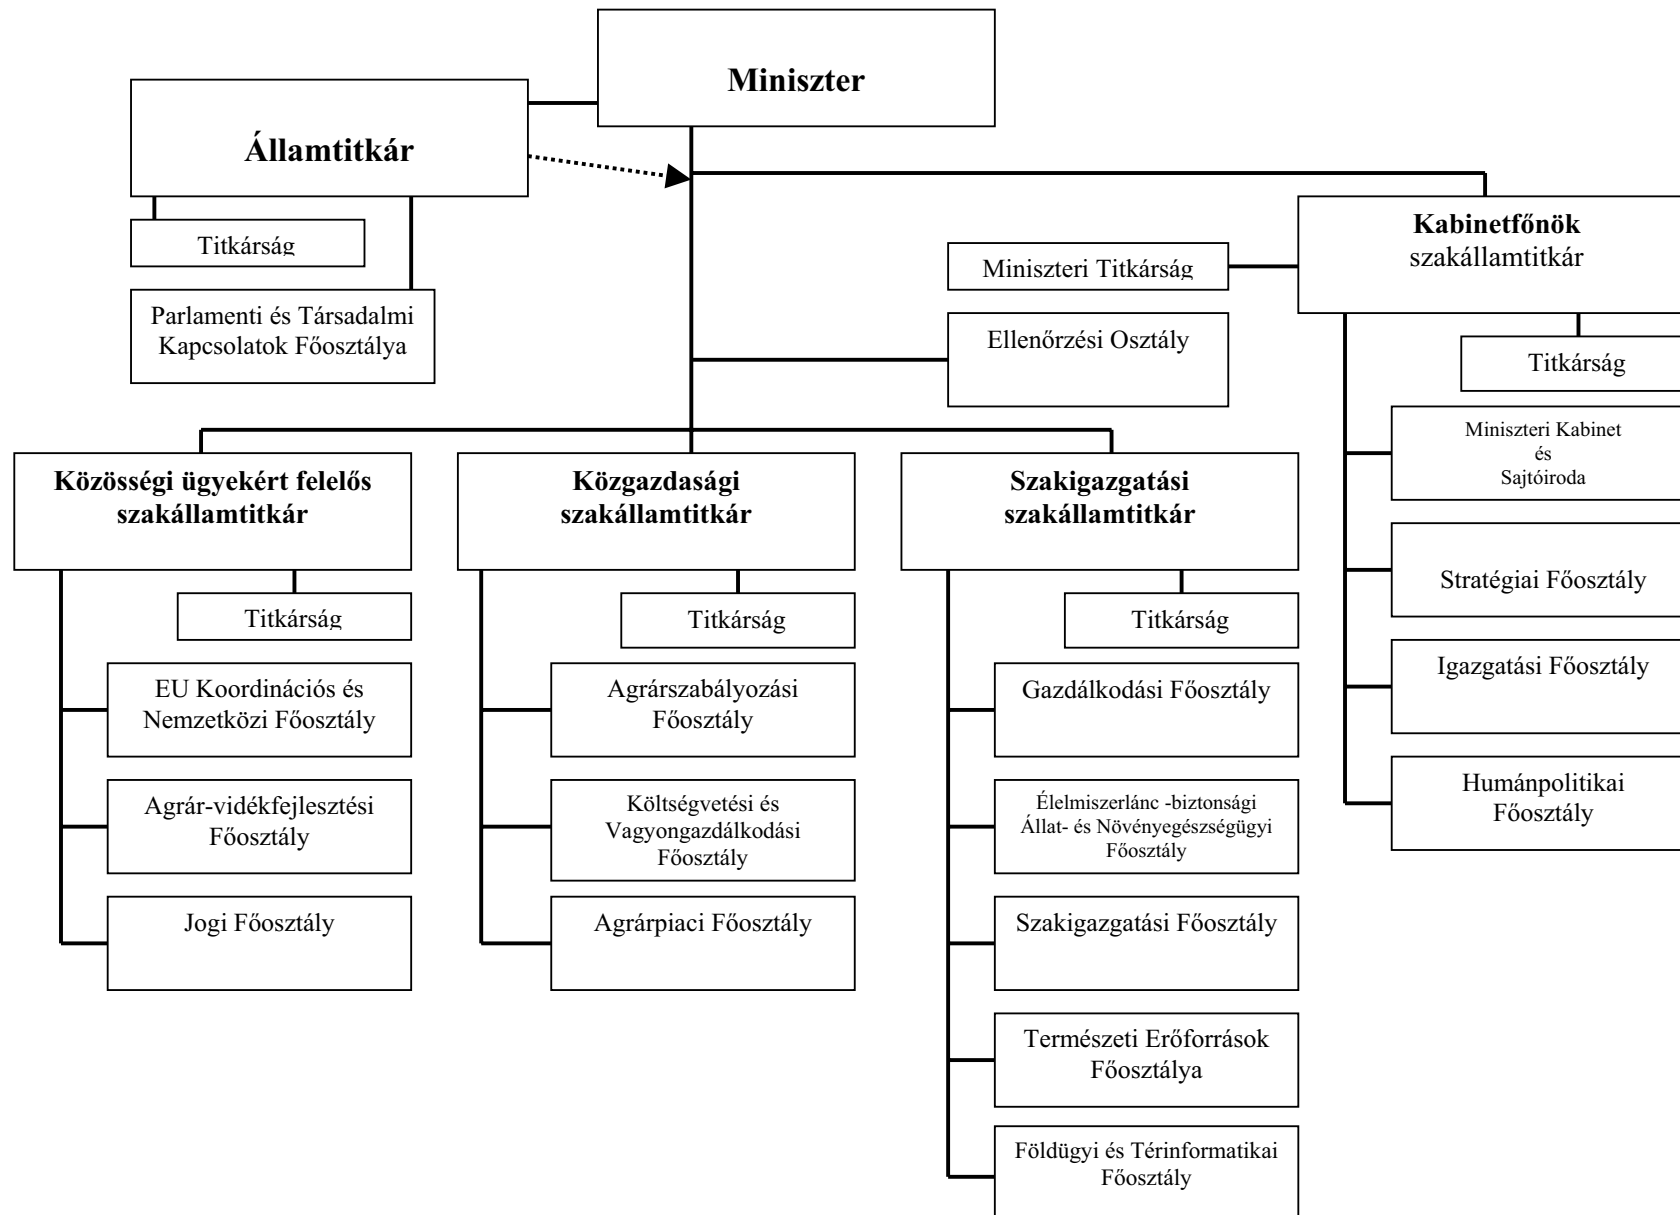 Miniszter
Államtitkár
Titkárság
Parlamenti és Társadalmi
Kapcsolatok Főosztálya
Kabinetfőnök
szakállamtitkár
Miniszteri Titkárság
Ellenőrzési Osztály
Titkárság
Miniszteri Kabinet
és
Sajtóiroda
Stratégiai Főosztály
Igazgatási Főosztály
Humánpolitikai
Főosztály
Közösségi ügyekért felelős
szakállamtitkár
Titkárság
EU Koordinációs és
Nemzetközi Főosztály
Agrár-vidékfejlesztési
Főosztály
Jogi Főosztály
Közgazdasági
szakállamtitkár
Titkárság
Agrárszabályozási
Főosztály
Költségvetési és
Vagyongazdálkodási
Főosztály
Agrárpiaci Főosztály
Szakigazgatási
szakállamtitkár
Titkárság
Gazdálkodási Főosztály
Élelmiszerlánc -biztonsági
Állat- és Növényegészségügyi
Főosztály
Szakigazgatási Főosztály
Természeti Erőforrások
Főosztálya
Földügyi és Térinformatikai
Főosztály